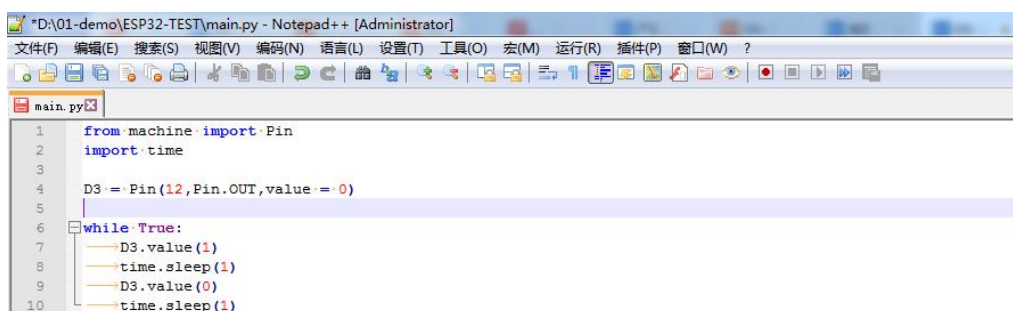 *D:\01-demo\ESP32-TEST\main.py - Notepad++ [Administrator]
文件(F) 编辑(E) 搜索(S) 视图(V) 编码(N) 语言(L) 设置(T) 工具(O) 宏(M) 运行(R) 插件(P) 窗口(W) ?
main.py
1 from machine import Pin
2 import time
3
4 D3 = Pin(12,Pin.OUT,value = 0)
5
6 while True:
7 D3.value(1)
8 time.sleep(1)
9 D3.value(0)
10 time.sleep(1)